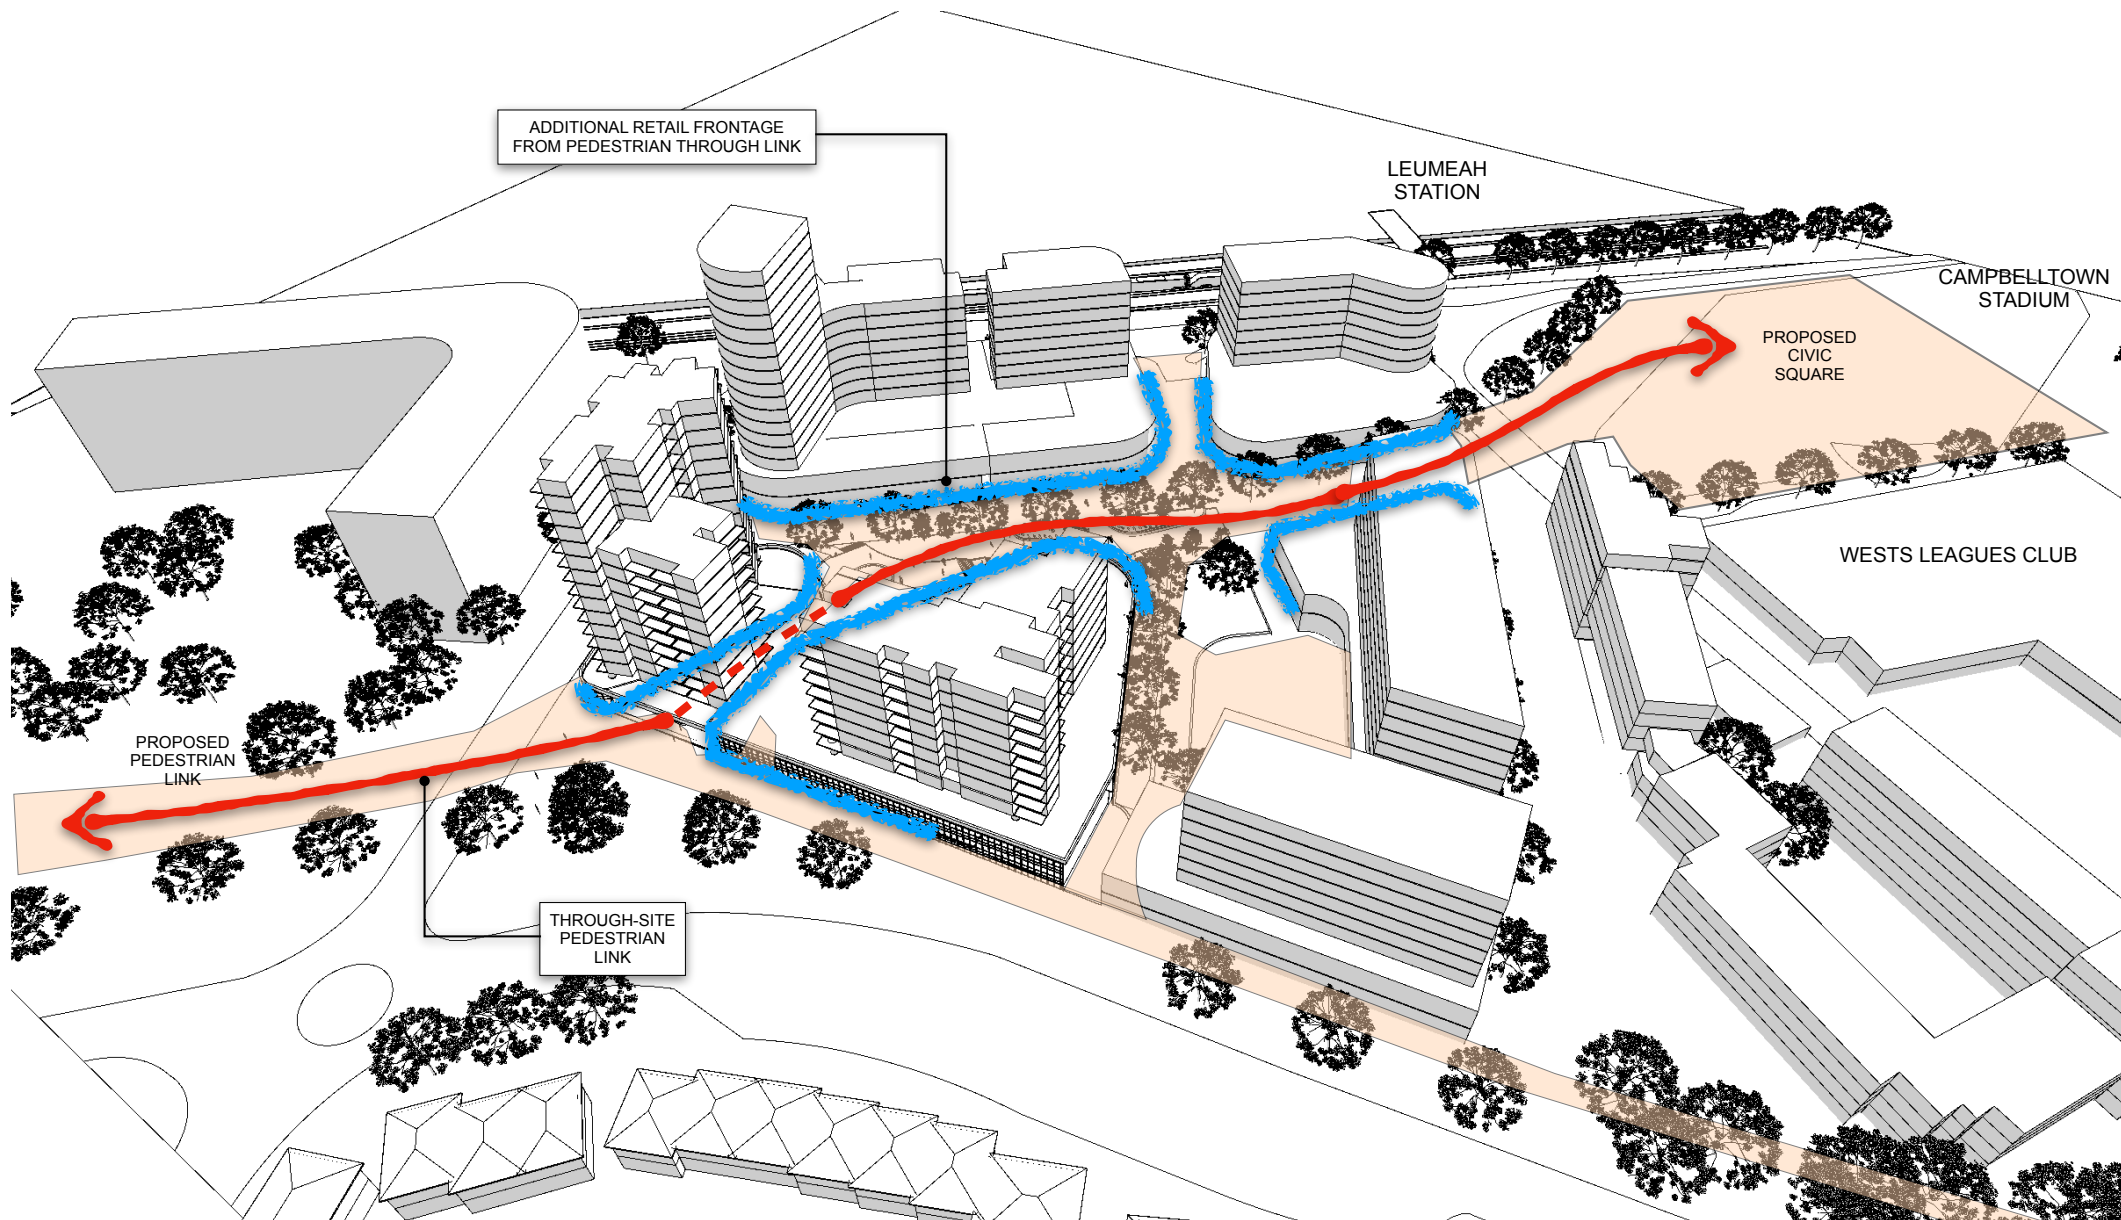 ADDITIONAL RETAIL FRONTAGE
FROM PEDESTRIAN THROUGH LINK
LEUMEAH
STATION
CAMPBELLTOWN
STADIUM
PROPOSED
CIVIC
SQUARE
WESTS LEAGUES CLUB
PROPOSED
PEDESTRIAN
LINK
THROUGH-SITE
PEDESTRIAN
LINK